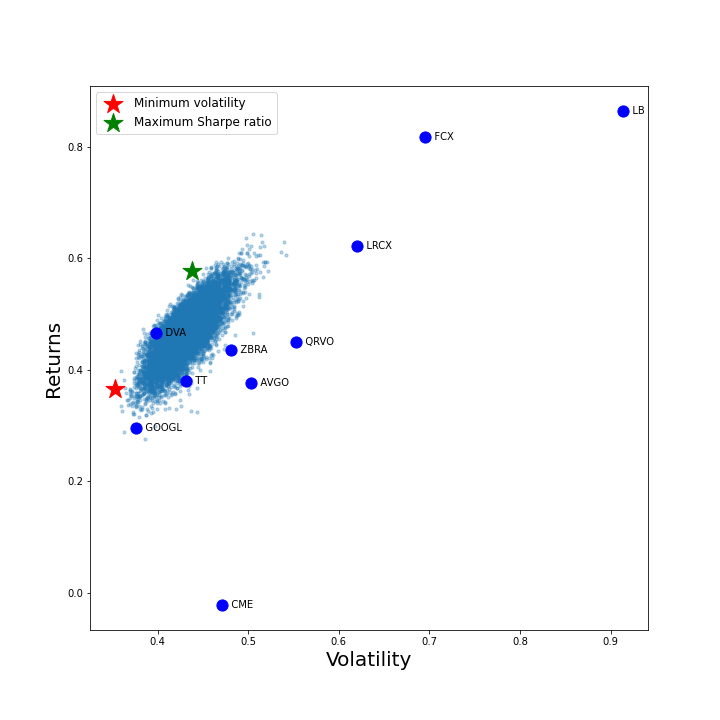 Minimum volatility
Maximum Sharpe ratio
LB
FCX
LRCX
DVA
QRVO
ZBRA
TT
AVGO
GOOGL
CME
0.8
0.6
0.4
0.2
0.0
Returns
0.4 0.5 0.6 0.7 0.8 0.9
Volatility